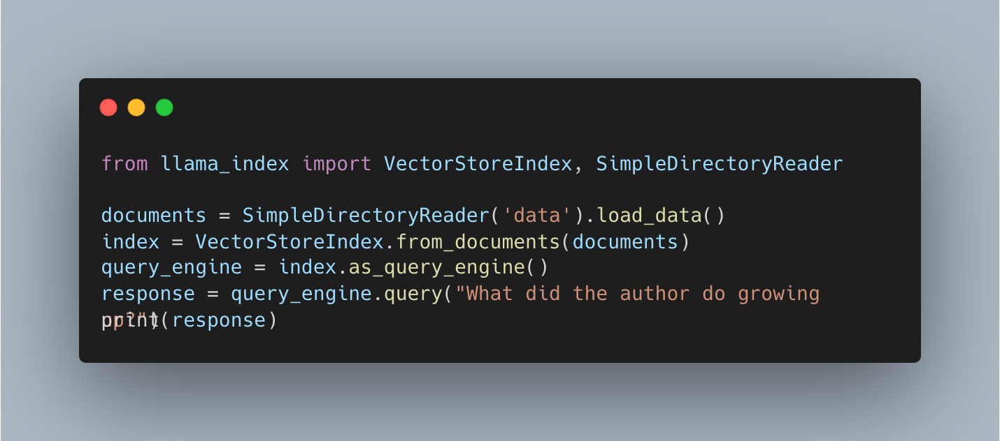 from llama_index import VectorStoreIndex, SimpleDirectoryReader
documents = SimpleDirectoryReader('data').load_data()
index = VectorStoreIndex.from_documents(documents)
query_engine = index.as_query_engine()
response = query_engine.query("What did the author do growing
up?")
print(response)